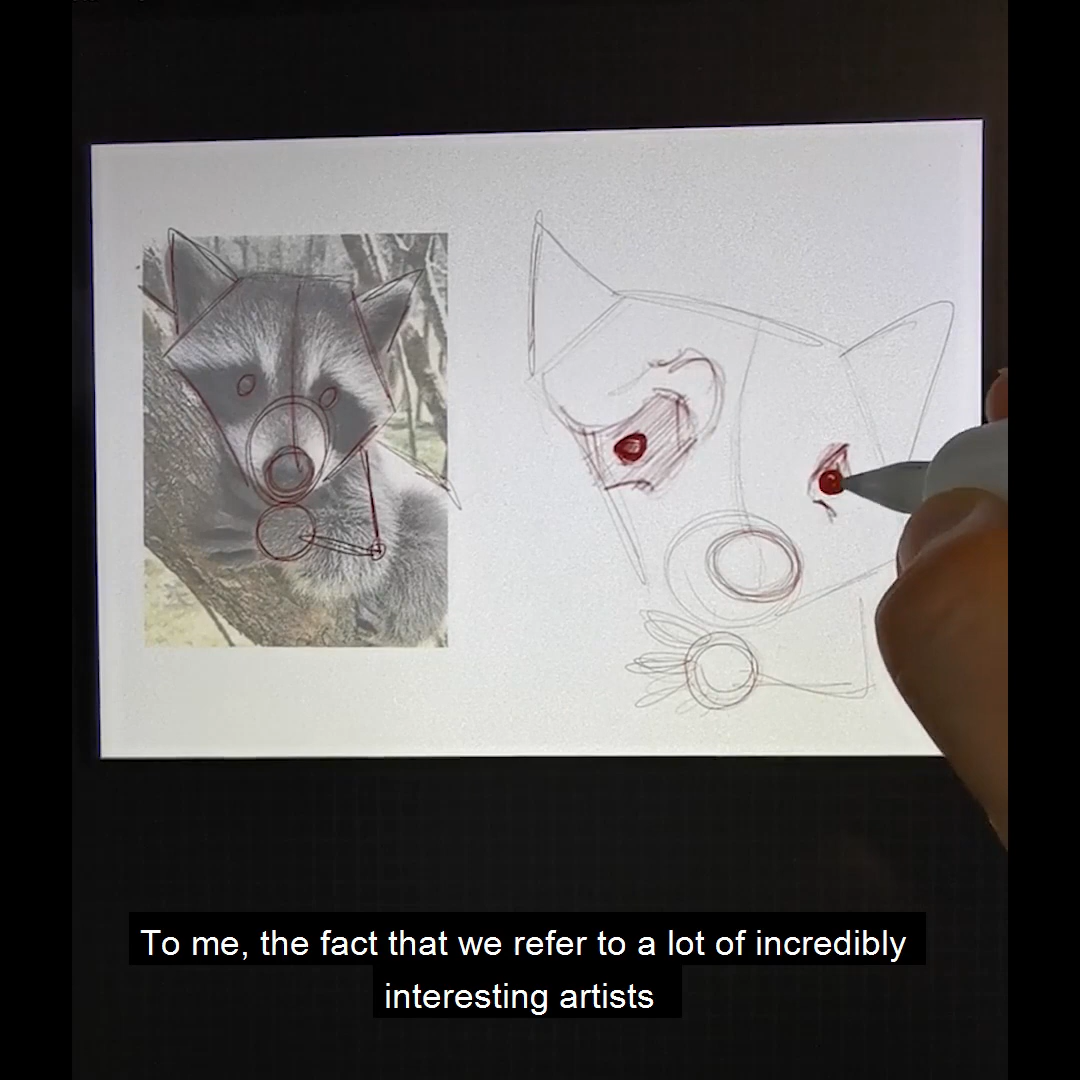 To me, the fact that we refer to a lot of incredibly
interesting artists